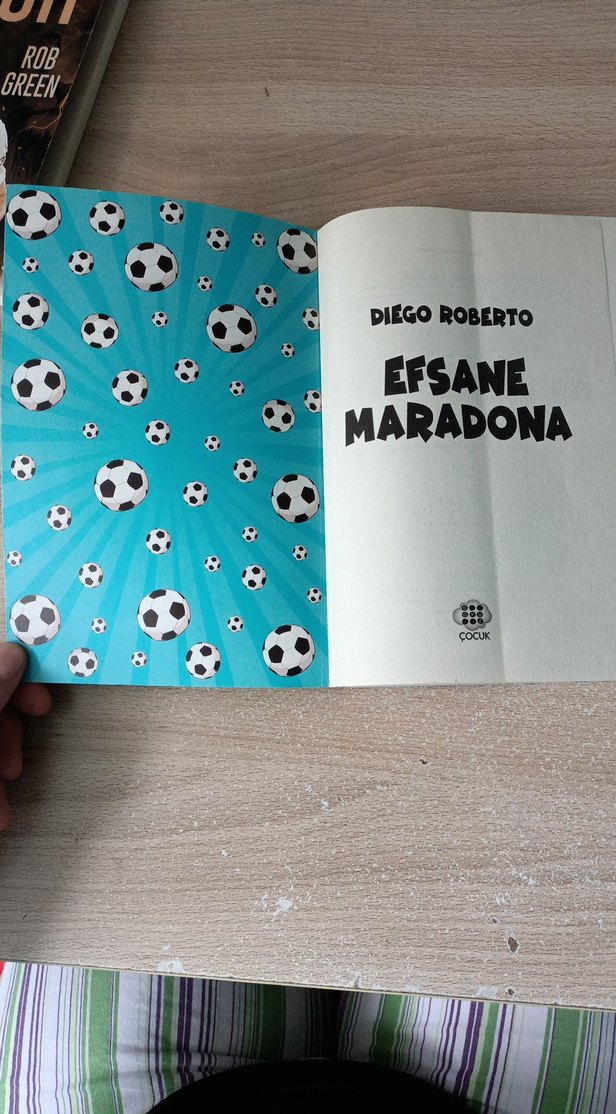 ROB
GREEN
DIEGO ROBERTO
EFSANE
MARADONA
ÇOCUK